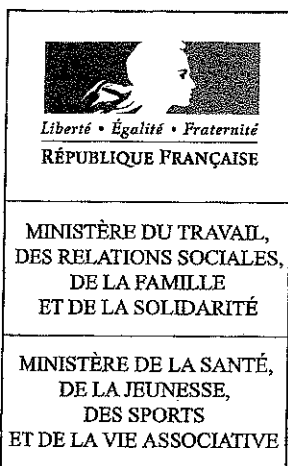 Liberté • Égalité • Fraternité
RÉPUBLIQUE FRANÇAISE
MINISTÈRE DU TRAVAIL,
DES RELATIONS SOCIALES,
DE LA FAMILLE
ET DE LA SOLIDARITÉ
MINISTÈRE DE LA SANTÉ,
DE LA JEUNESSE,
DES SPORTS
ET DE LA VIE ASSOCIATIVE